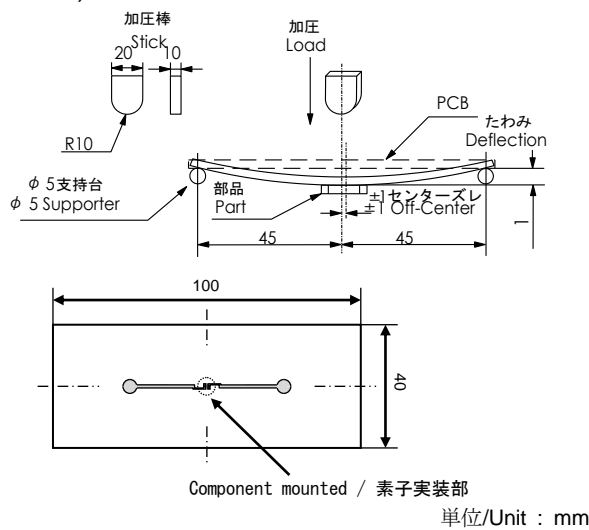 加圧棒
Stick
20
10
R10
加圧
Load
PCB
たわみ
Deflection
φ 5支持台
φ 5 Supporter
部品
Part
±1センターズレ
±1 Off-Center
45
45
1
100
40
Component mounted / 素子実装部
単位/Unit : mm